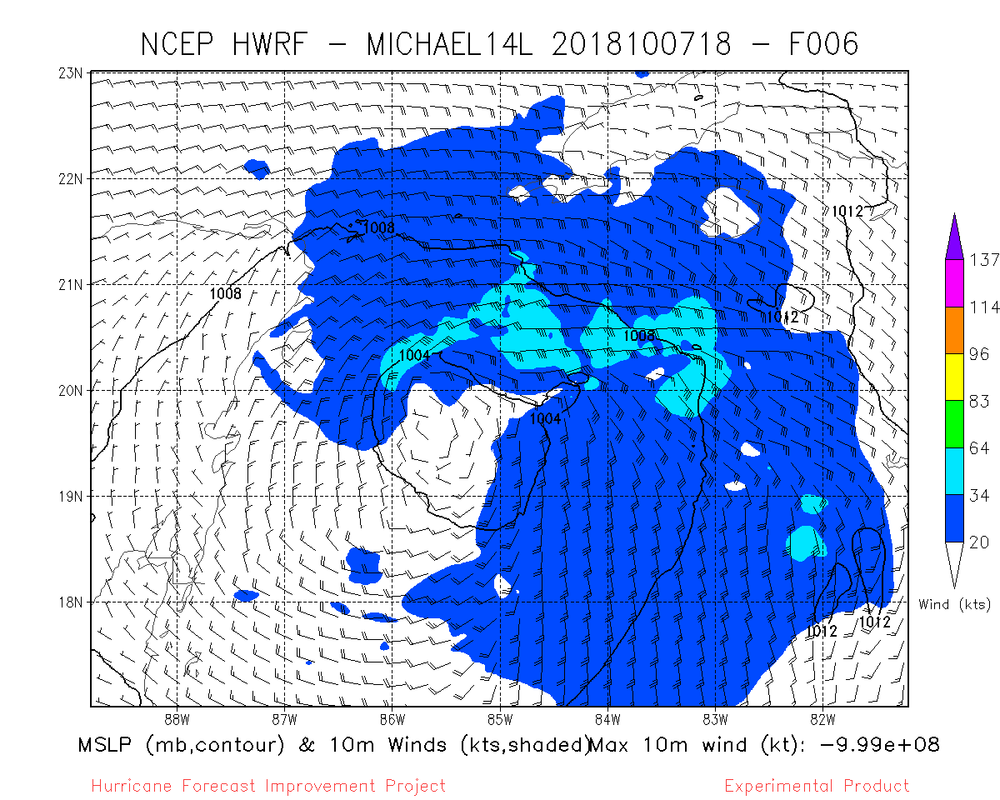 NCEP HWRF – MICHAEL14L 2018100718 – F006
23N
22N
21N
20N
19N
18N
1008
1012
1008
1012
1008
1004
1004
1012
1012
137
114
96
83
64
34
20
Wind (kts)
88W 87W 86W 85W 84W 83W 82W
MSLP (mb,contour) & 10m Winds (kts,shaded)Max 10m wind (kt): −9.99e+08
Hurricane Forecast Improvement Project Experimental Product